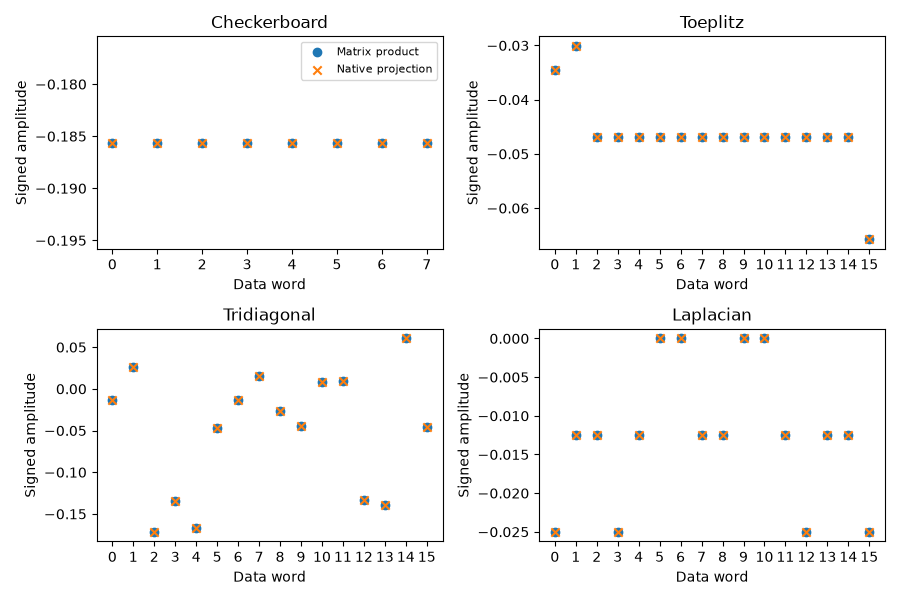 Checkerboard
Signed amplitude
−0.180
−0.185
−0.190
−0.195
Matrix product
Native projection
0 1 2 3 4 5 6 7
Data word
Toeplitz
Signed amplitude
−0.03
−0.04
−0.05
−0.06
0 1 2 3 4 5 6 7 8 9 10 11 12 13 14 15
Data word
Tridiagonal
Signed amplitude
0.05
0.00
−0.05
−0.10
−0.15
0 1 2 3 4 5 6 7 8 9 10 11 12 13 14 15
Data word
Laplacian
Signed amplitude
0.000
−0.005
−0.010
−0.015
−0.020
−0.025
0 1 2 3 4 5 6 7 8 9 10 11 12 13 14 15
Data word